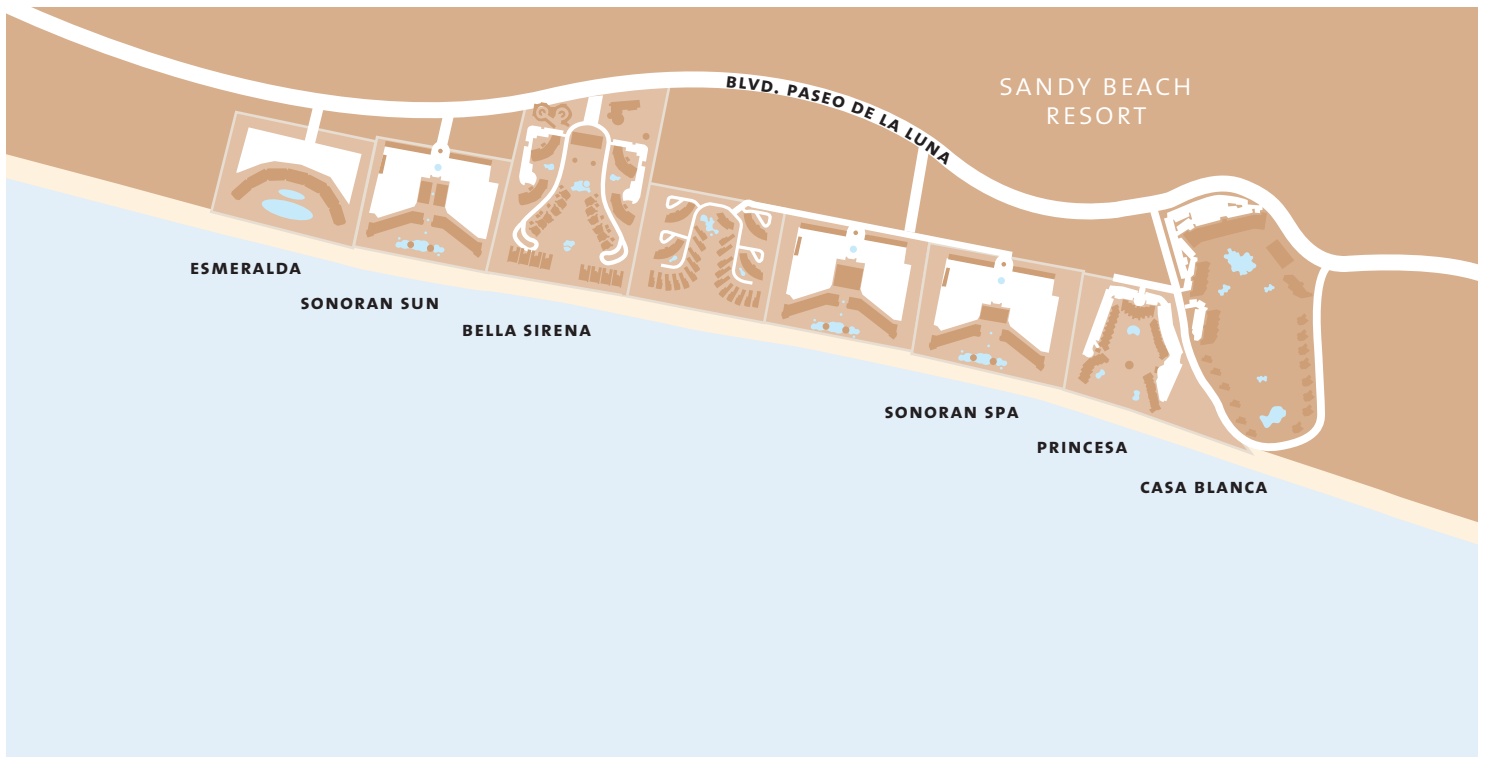 BLVD. PASEO DE LA LUNA
SANDY BEACH
RESORT
ESMERALDA
SONORAN SUN
BELLA SIRENA
SONORAN SPA
PRINCESA
CASA BLANCA